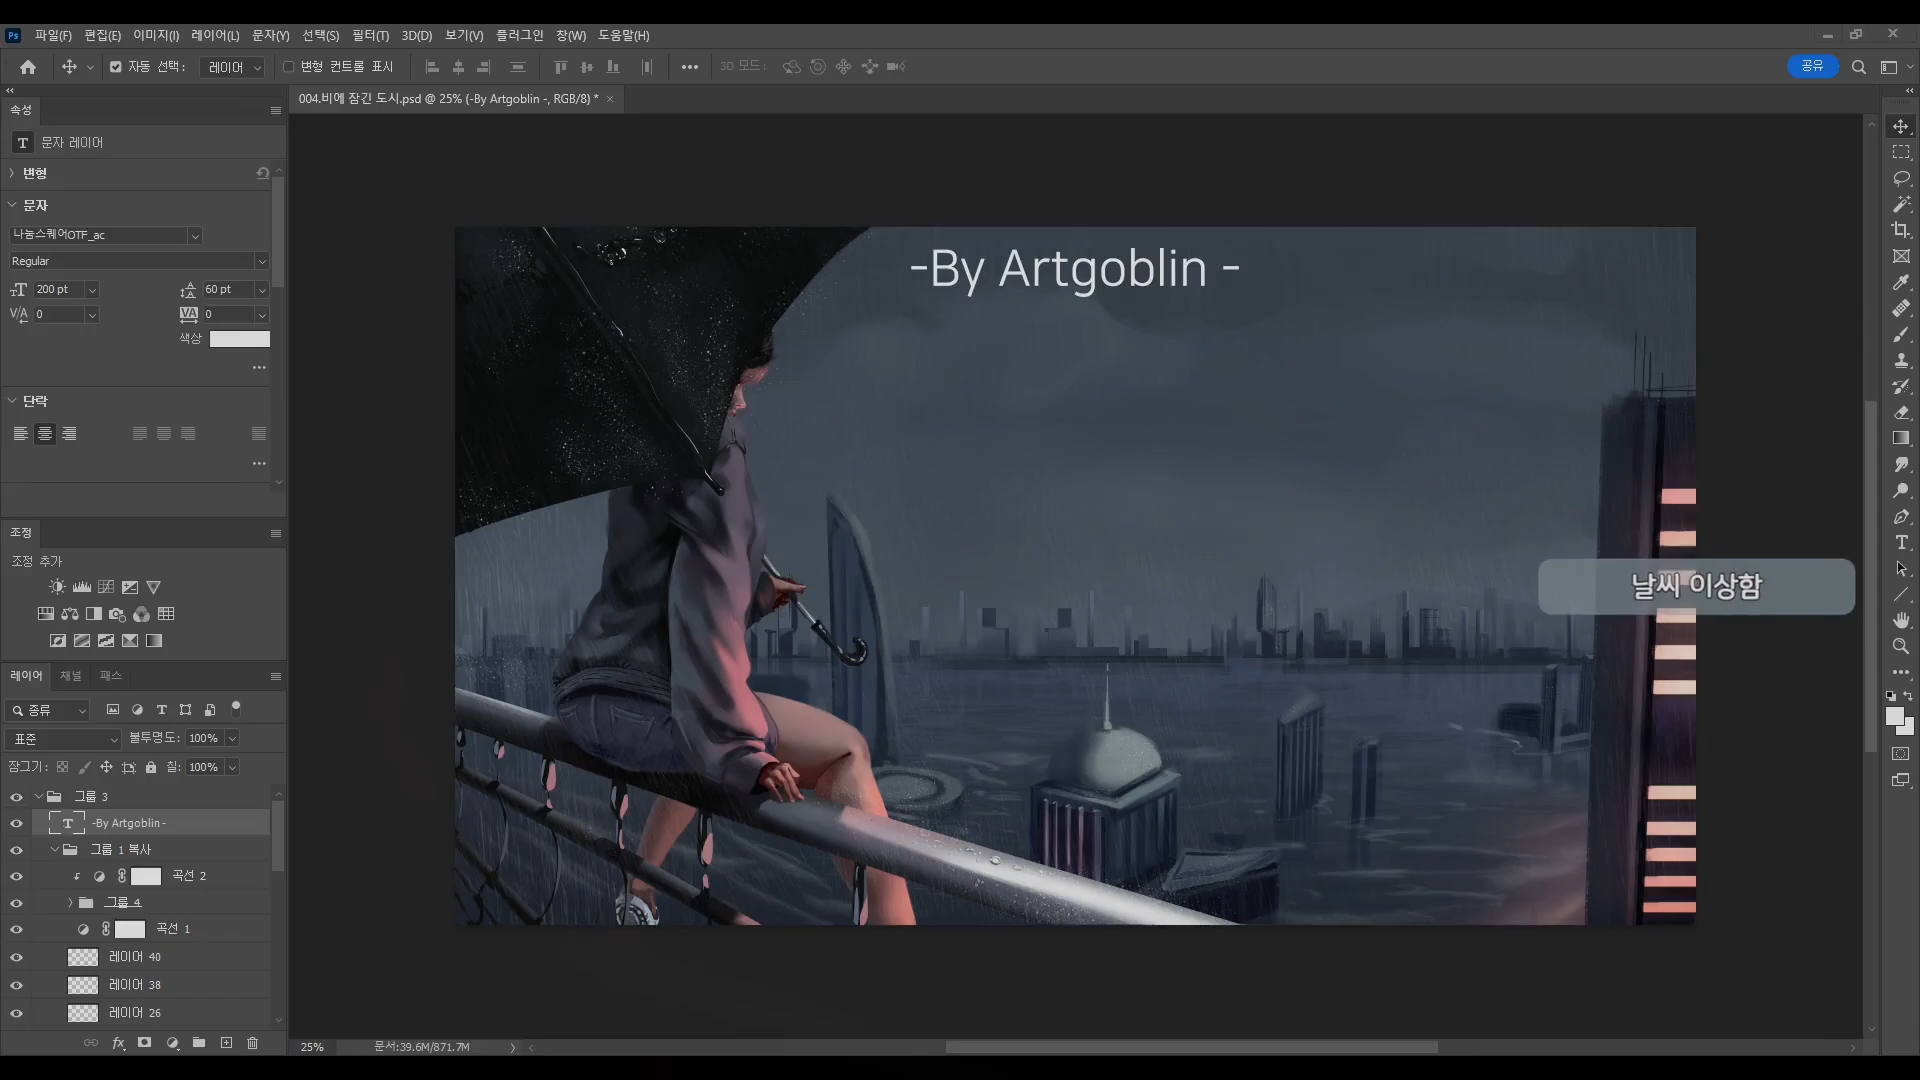 Ps 파일(F) 편집(E) 이미지(I) 레이어(L) 문자(Y) 선택(S) 필터(T) 3D(D) 보기(V) 플러그인 창(W) 도움말(H)
자동 선택: 레이어 변형 컨트롤 표시 3D 모드: 공유
004.비에 잠긴 도시.psd @ 25% (-By Artgoblin -, RGB/8) *
속성
T 문자 레이어
변형
문자
나눔스퀘어OTF_ac
Regular
200 pt 60 pt
0 0
색상
단락
조정
조정 추가
레이어 채널 패스
종류
표준 불투명도: 100%
잠그기: 칠: 100%
그룹 3
-By Artgoblin -
그룹 1 복사
곡선 2
그룹 4
곡선 1
레이어 40
레이어 38
레이어 26
-By Artgoblin -
날씨 이상함
25% 문서:39.6M/871.7M